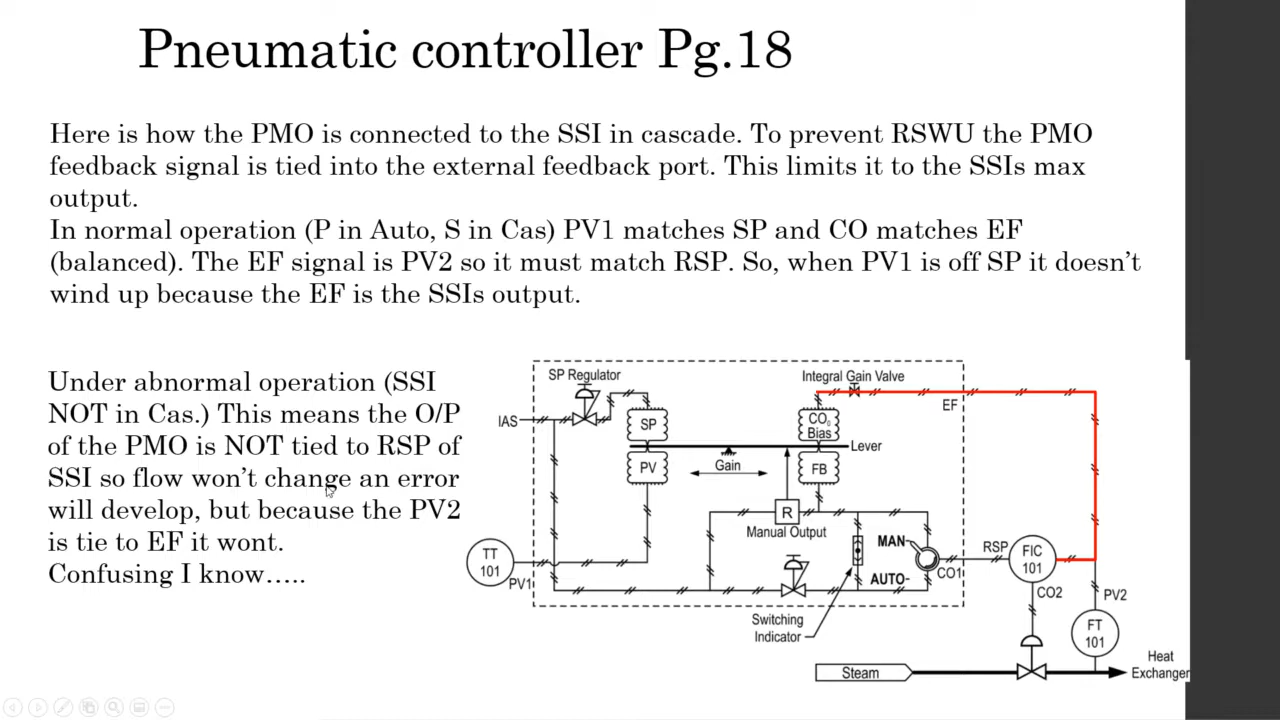 Pneumatic controller Pg.18
Here is how the PMO is connected to the SSI in cascade. To prevent RSWU the PMO
feedback signal is tied into the external feedback port. This limits it to the SSIs max
output.
In normal operation (P in Auto, S in Cas) PV1 matches SP and CO matches EF
(balanced). The EF signal is PV2 so it must match RSP. So, when PV1 is off SP it doesn't
wind up because the EF is the SSIs output.
Under abnormal operation (SSI
NOT in Cas.) This means the O/P
of the PMO is NOT tied to RSP of
SSI so flow won't change an error
will develop, but because the PV2
is tie to EF it wont.
Confusing I know.....
SP Regulator
Integral Gain Valve
EF
IAS
SP
CO₀
Bias
Lever
PV
Gain
FB
R
Manual Output
MAN
AUTO-
CO1
RSP
FIC
101
TT
101
PV1
CO2
PV2
Switching
Indicator
FT
101
Steam
Heat
Exchanger